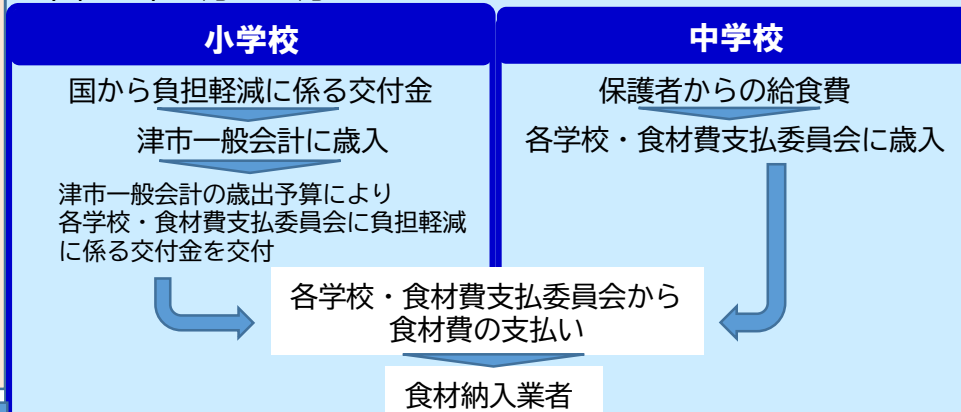 小学校
国から負担軽減に係る交付金
津市一般会計に歳入
津市一般会計の歳出予算により
各学校・食材費支払委員会に負担軽減
に係る交付金を交付
中学校
保護者からの給食費
各学校・食材費支払委員会に歳入
各学校・食材費支払委員会から
食材費の支払い
食材納入業者